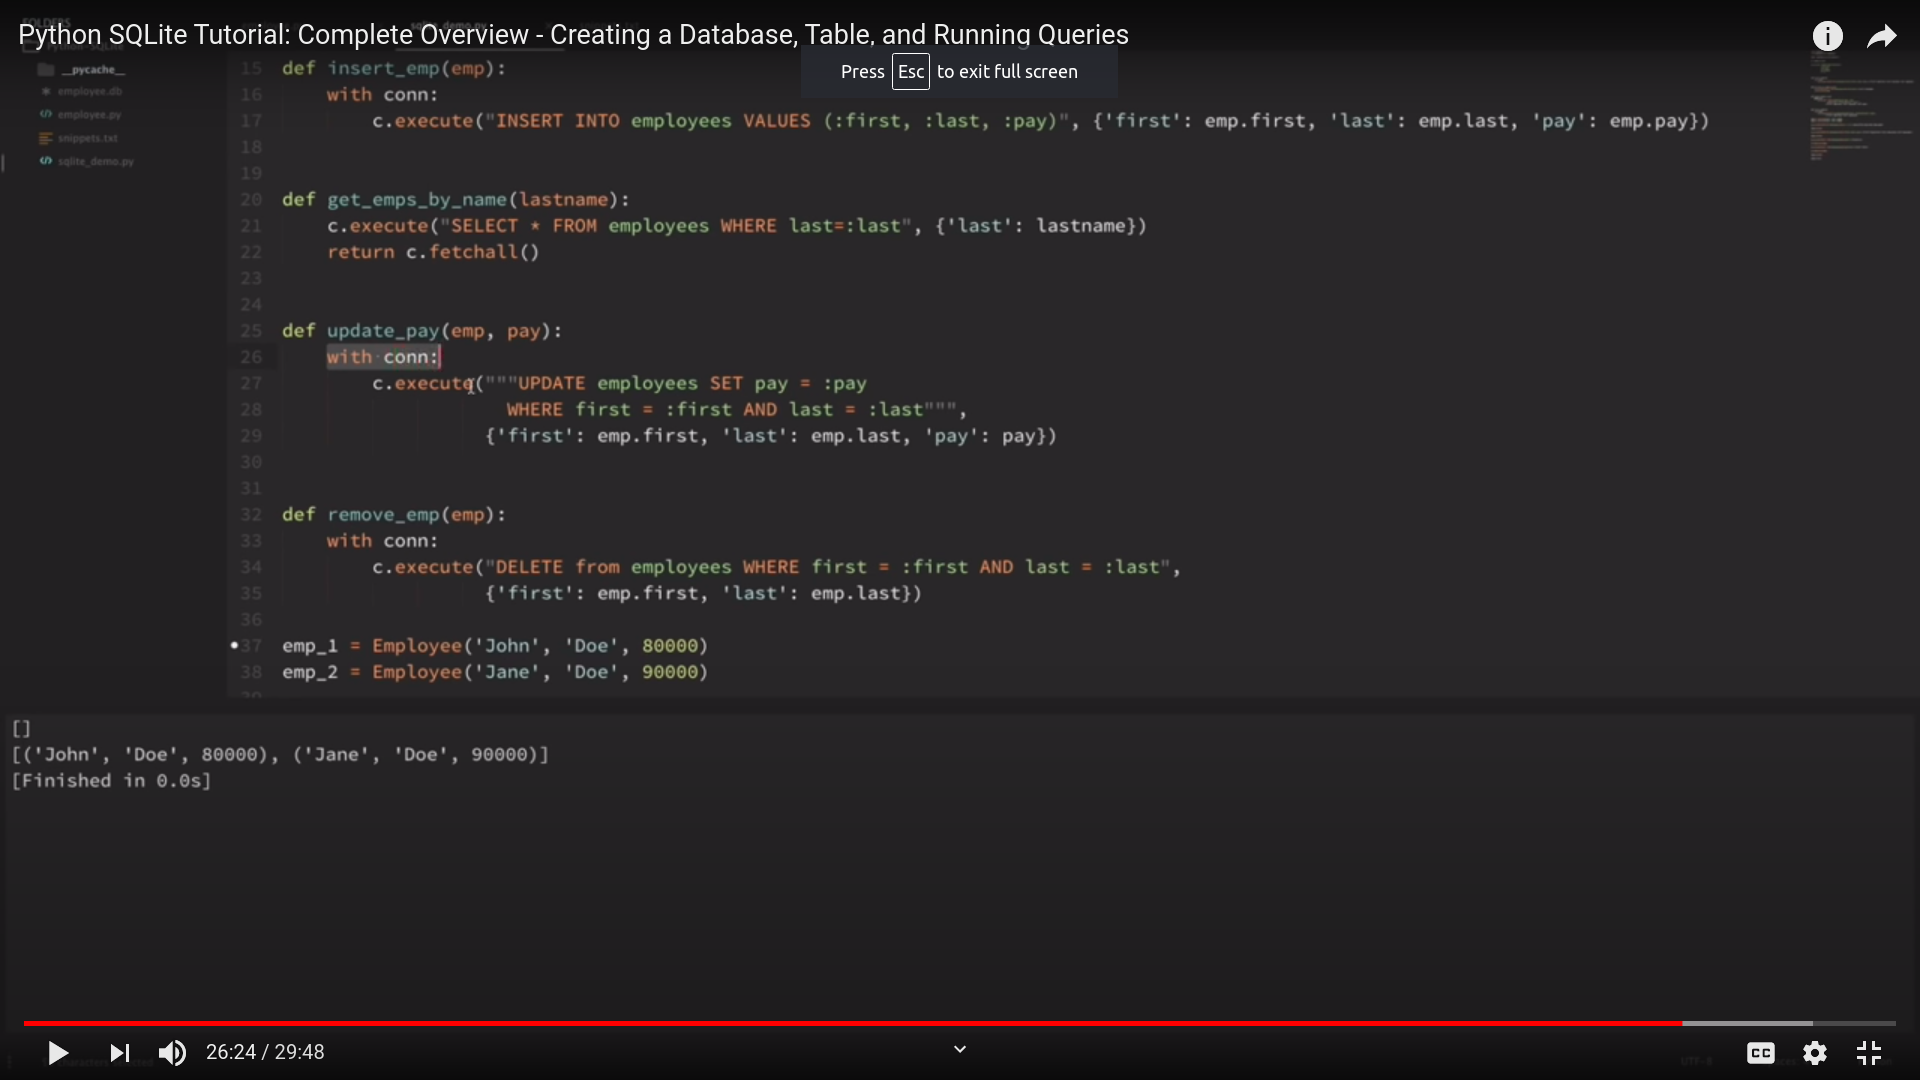 FOLDERS
sqlite_demo.py
Python SQLite Tutorial: Complete Overview - Creating a Database, Table, and Running Queries
Press Esc to exit full screen
__pycache__
employee.db
employee.py
snippets.txt
sqlite_demo.py
15 def insert_emp(emp):
16 with conn:
17 c.execute("INSERT INTO employees VALUES (:first, :last, :pay)", {'first': emp.first, 'last': emp.last, 'pay': emp.pay})
18
19
20 def get_emps_by_name(lastname):
21 c.execute("SELECT * FROM employees WHERE last=:last", {'last': lastname})
22 return c.fetchall()
23
24
25 def update_pay(emp, pay):
26 with conn:
27 c.execute("""UPDATE employees SET pay = :pay
28 WHERE first = :first AND last = :last""",
29 {'first': emp.first, 'last': emp.last, 'pay': pay})
30
31
32 def remove_emp(emp):
33 with conn:
34 c.execute("DELETE from employees WHERE first = :first AND last = :last",
35 {'first': emp.first, 'last': emp.last})
36
37 emp_1 = Employee('John', 'Doe', 80000)
38 emp_2 = Employee('Jane', 'Doe', 90000)
[]
[('John', 'Doe', 80000), ('Jane', 'Doe', 90000)]
[Finished in 0.0s]
26:24 / 29:48
CC
UTF-8